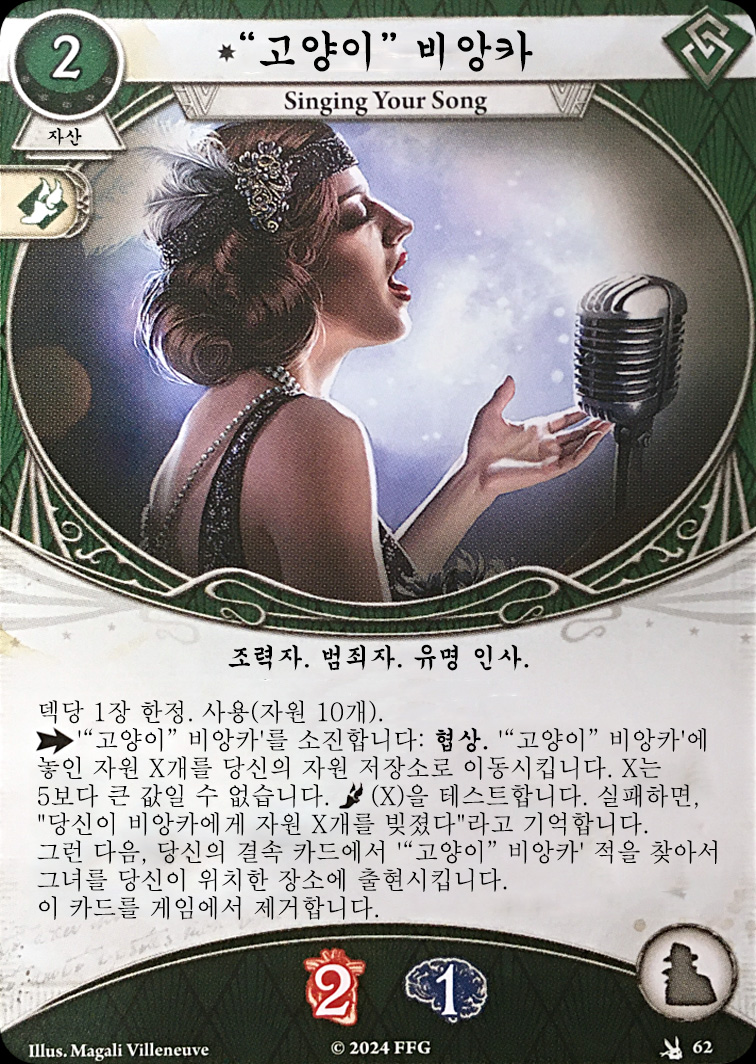 2
*“고양이” 비앙카
자산
Singing Your Song
조력자. 범죄자. 유명 인사.
덱당 1장 한정. 사용(자원 10개).
'“고양이” 비앙카'를 소진합니다: 협상. '“고양이” 비앙카'에
놓인 자원 X개를 당신의 자원 저장소로 이동시킵니다. X는
5보다 큰 값일 수 없습니다. (X)을 테스트합니다. 실패하면,
"당신이 비앙카에게 자원 X개를 빚졌다"라고 기억합니다.
그런 다음, 당신의 결속 카드에서 '“고양이” 비앙카' 적을 찾아서
그녀를 당신이 위치한 장소에 출현시킵니다.
이 카드를 게임에서 제거합니다.
2 1
Illus. Magali Villeneuve © 2024 FFG 62